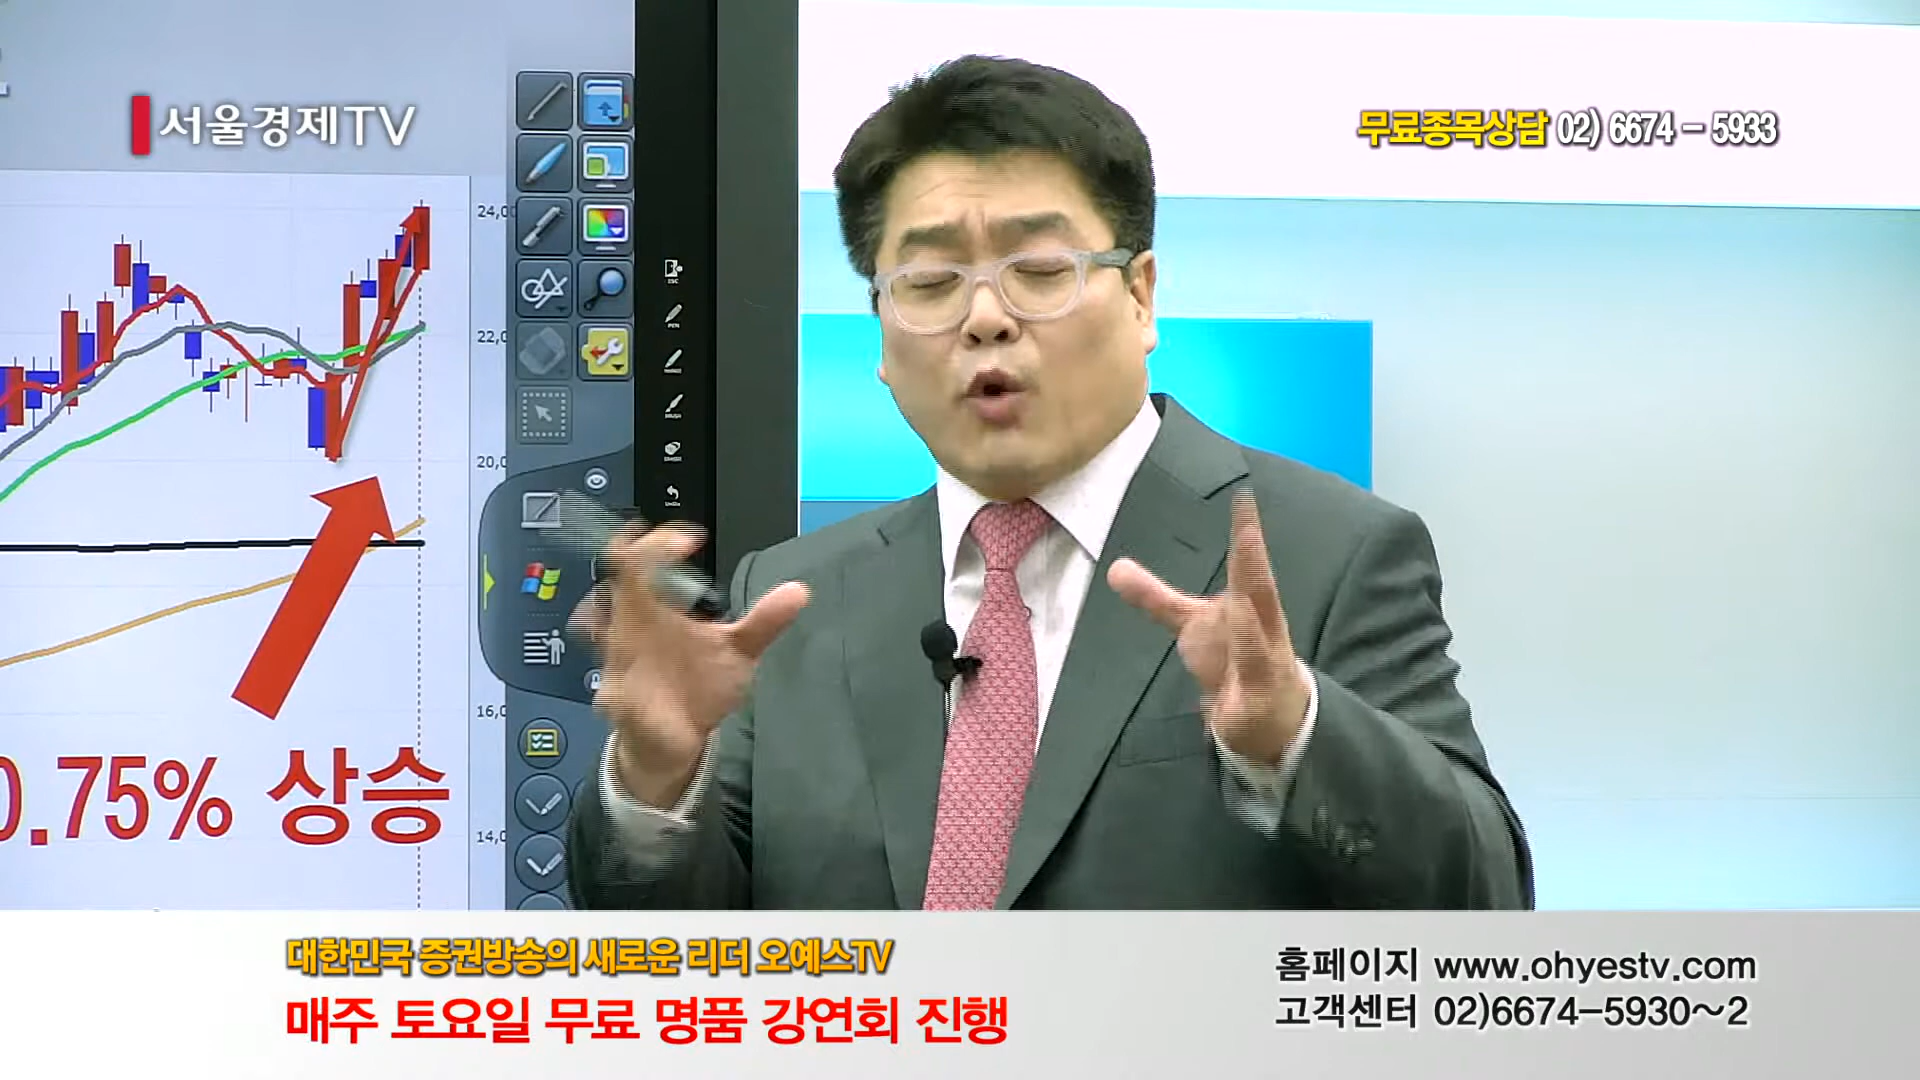 서울경제TV
무료종목상담 02) 6674 - 5933
24,0
22,0
20,0
16,0
14,0
0.75% 상승
ESC
PEN
대한민국 증권방송의 새로운 리더 오예스TV
매주 토요일 무료 명품 강연회 진행
홈페이지 www.ohyestv.com
고객센터 02)6674-5930~2